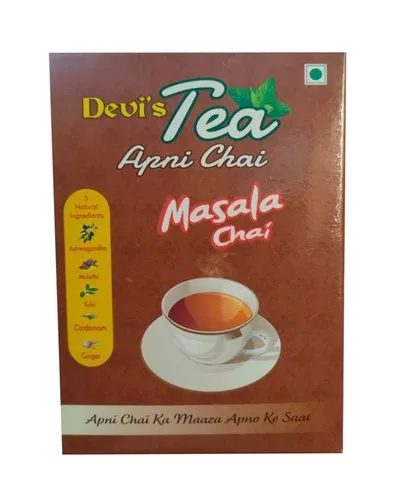 Devi's Tea
Apni Chai
Masala
Chai
5
Natural
Ingredients
Ashwagandha
Mulethi
Tulsi
Cardamom
Ginger
Apni Chai Ka Maaza Apno Ke Saat